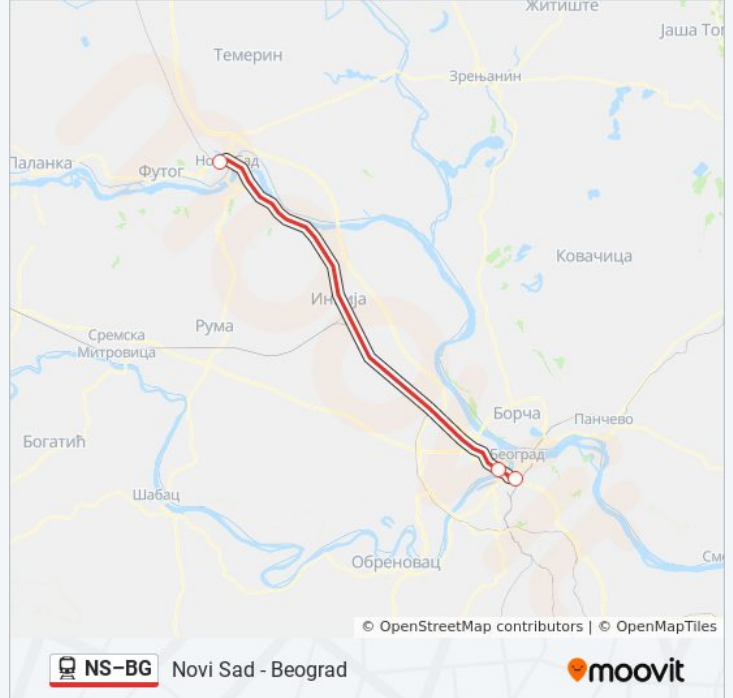 Житиште
Јаша То
Темерин
Зрењанин
Паланка
Футог
Нови Сад
Ковачица
Инђија
Рума
Сремска
Митровица
Борча
Панчево
Богатић
Београд
Шабац
Обреновац
См
© OpenStreetMap contributors | © OpenMapTiles
NS–BG Novi Sad - Beograd
moovit